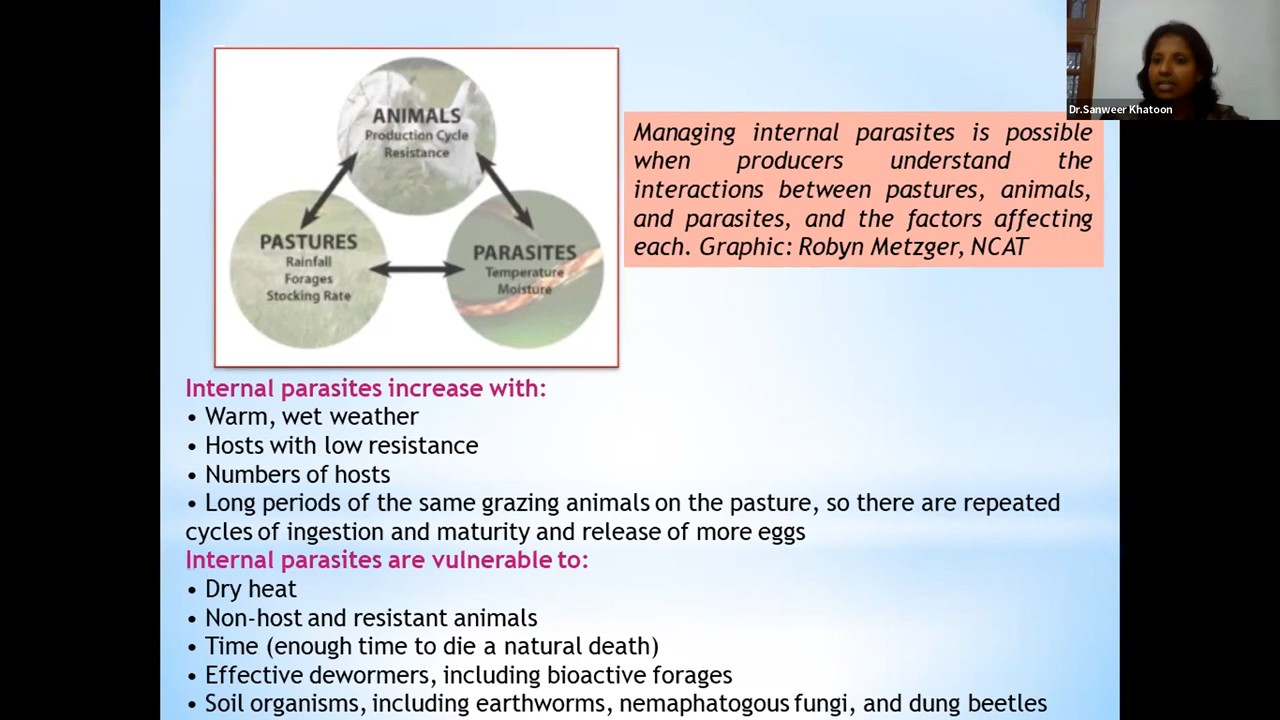 ANIMALS
Production Cycle
Resistance
PASTURES
Rainfall
Forages
Stocking Rate
PARASITES
Temperature
Moisture
Managing internal parasites is possible
when producers understand the
interactions between pastures, animals,
and parasites, and the factors affecting
each. Graphic: Robyn Metzger, NCAT
Dr.Sanweer Khatoon
Internal parasites increase with:
• Warm, wet weather
• Hosts with low resistance
• Numbers of hosts
• Long periods of the same grazing animals on the pasture, so there are repeated
cycles of ingestion and maturity and release of more eggs
Internal parasites are vulnerable to:
• Dry heat
• Non-host and resistant animals
• Time (enough time to die a natural death)
• Effective dewormers, including bioactive forages
• Soil organisms, including earthworms, nemaphatogous fungi, and dung beetles